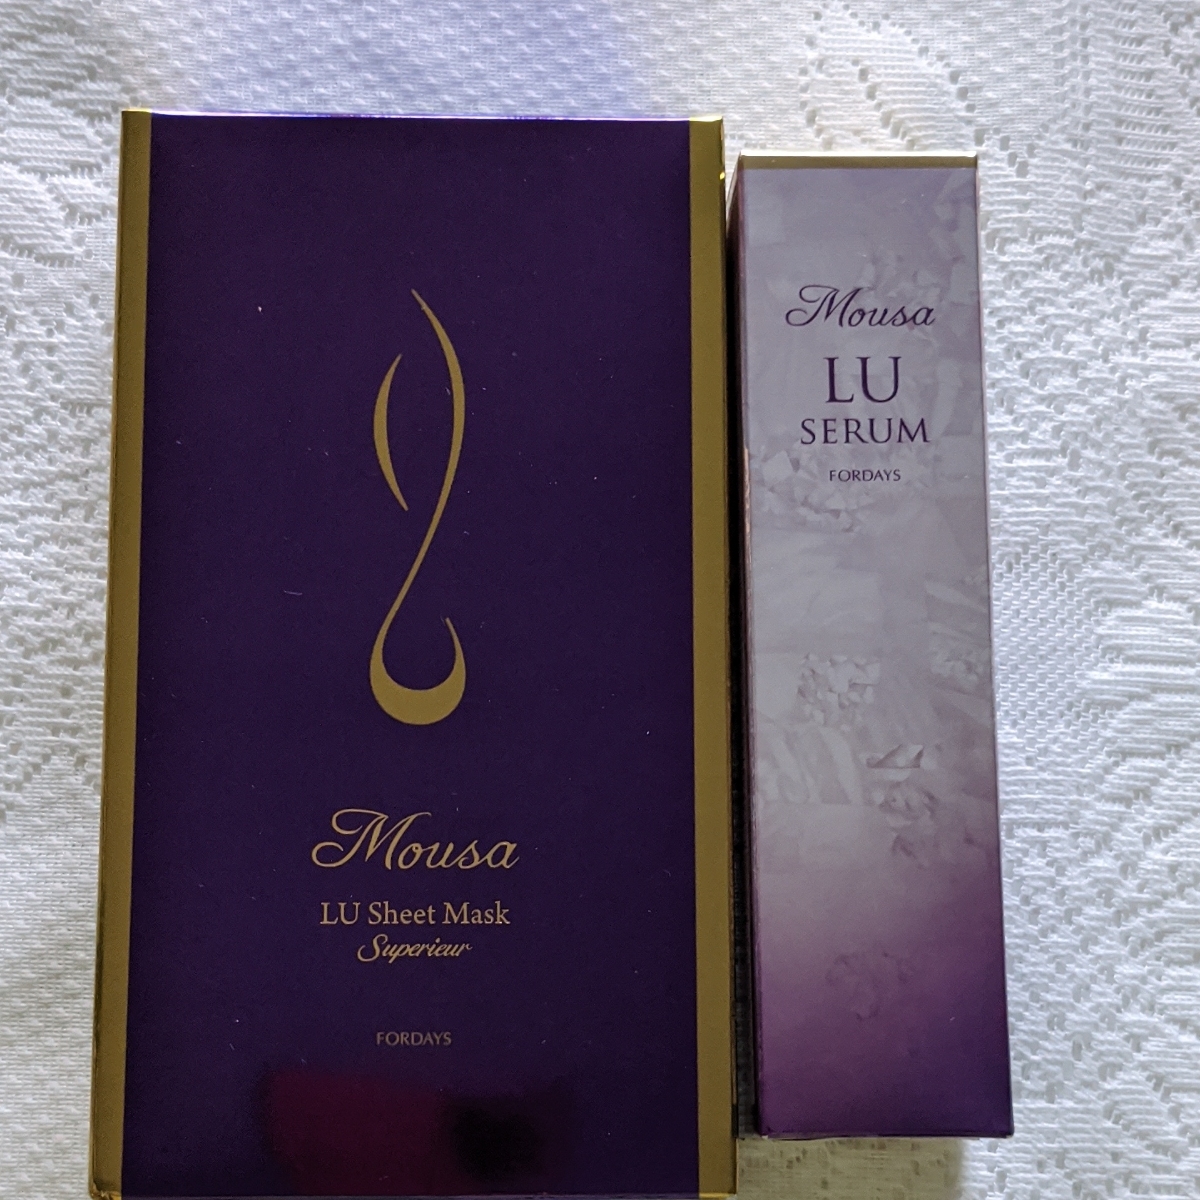 Mousa
LU Sheet Mask
Superieur
FORDAYS
Mousa
LU
SERUM
FORDAYS